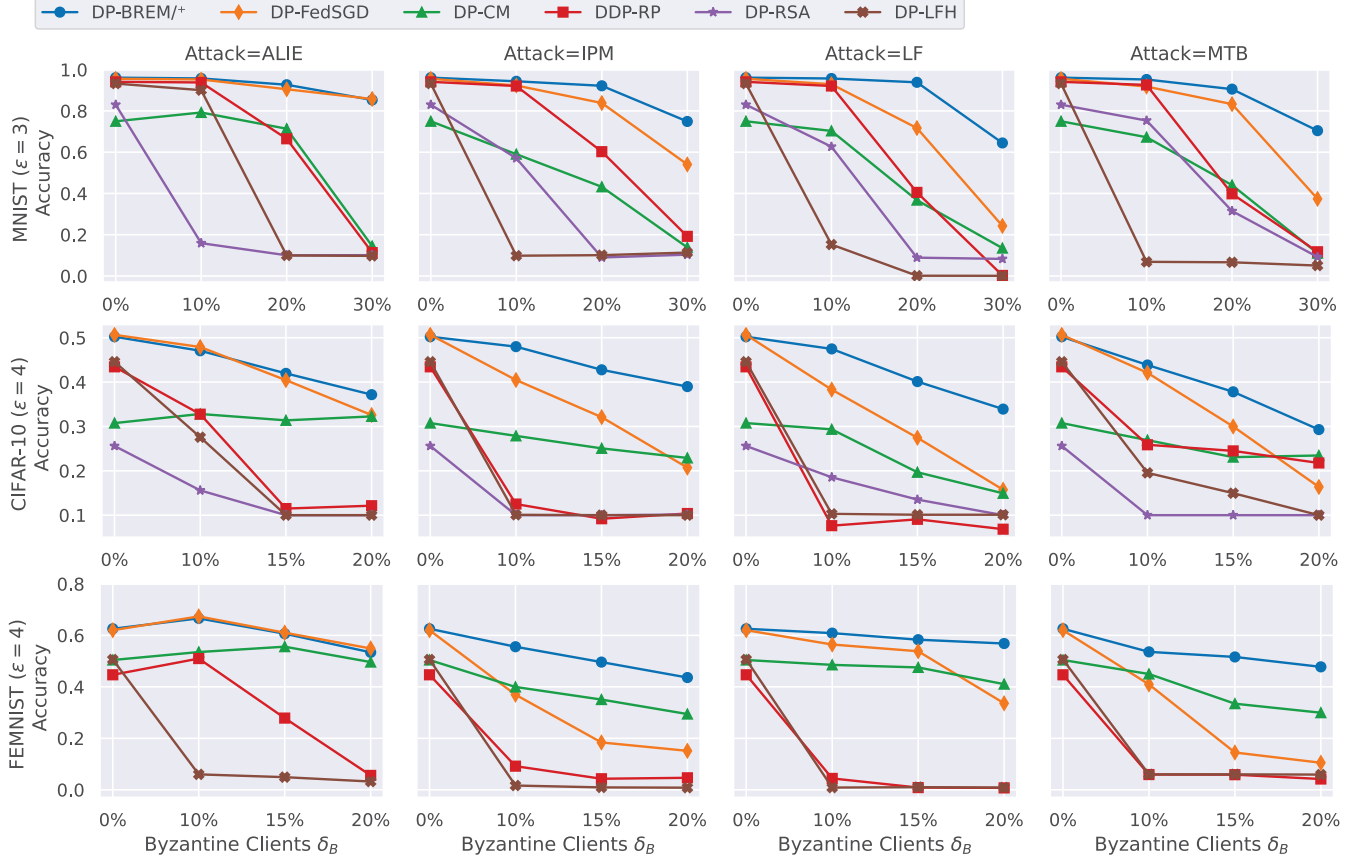 DP-BREM/⁺ DP-FedSGD DP-CM DDP-RP DP-RSA DP-LFH
Attack=ALIE Attack=IPM Attack=LF Attack=MTB
MNIST (ε = 3)
Accuracy
1.0
0.8
0.6
0.4
0.2
0.0
0% 10% 20% 30% 0% 10% 20% 30% 0% 10% 20% 30% 0% 10% 20% 30%
CIFAR-10 (ε = 4)
Accuracy
0.5
0.4
0.3
0.2
0.1
0% 10% 15% 20% 0% 10% 15% 20% 0% 10% 15% 20% 0% 10% 15% 20%
FEMNIST (ε = 4)
Accuracy
0.8
0.6
0.4
0.2
0.0
0% 10% 15% 20% 0% 10% 15% 20% 0% 10% 15% 20% 0% 10% 15% 20%
Byzantine Clients δ_B Byzantine Clients δ_B Byzantine Clients δ_B Byzantine Clients δ_B